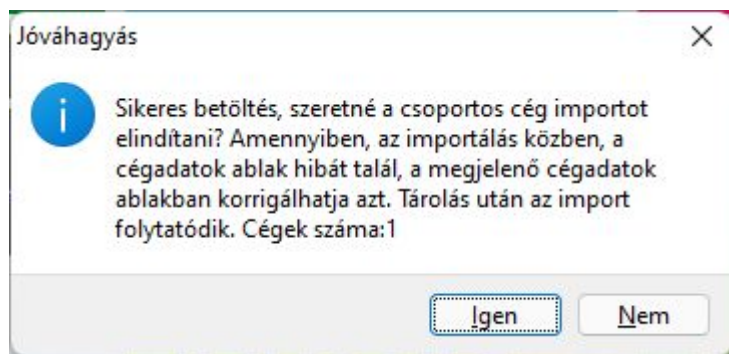 Jóváhagyás
Sikeres betöltés, szeretné a csoportos cég importot
elindítani? Amennyiben, az importálás közben, a
cégadatok ablak hibát talál, a megjelenő cégadatok
ablakban korrigálhatja azt. Tárolás után az import
folytatódik. Cégek száma:1
Igen
Nem